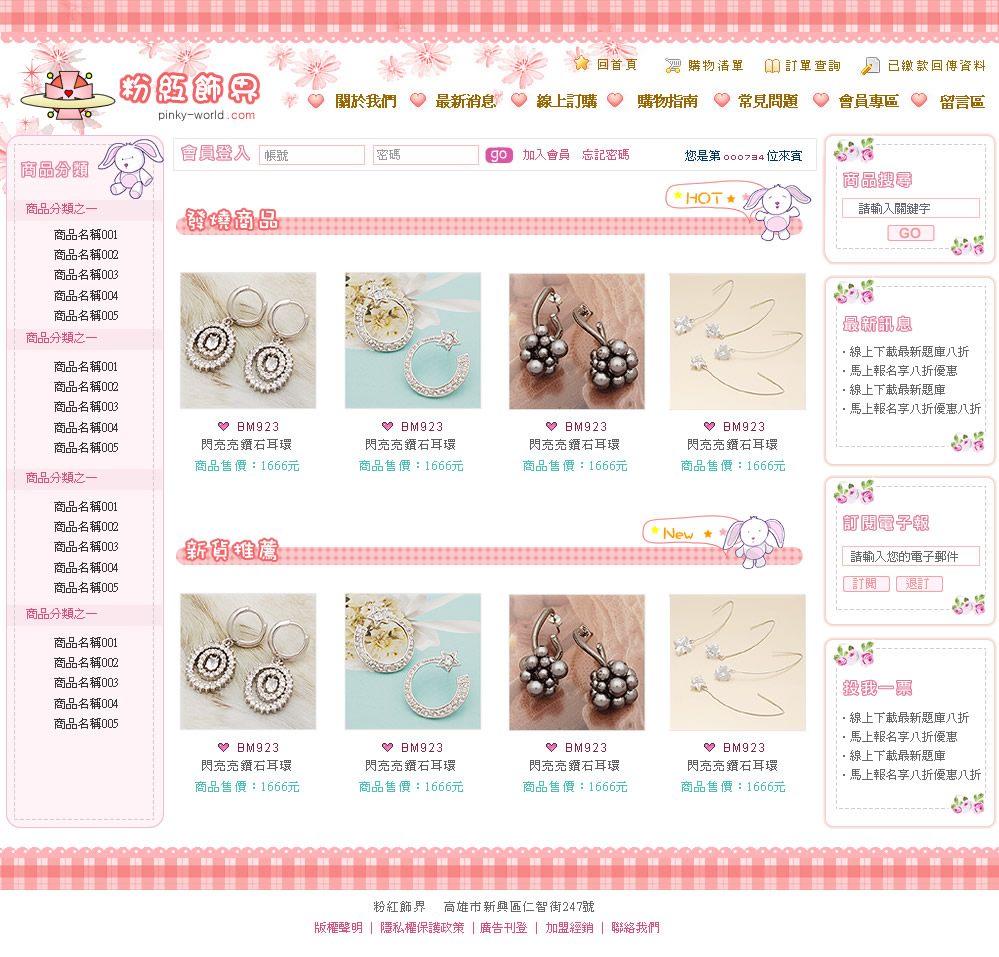 回首頁 購物清單 訂單查詢 已繳款回傳資料
粉紅飾界
pinky-world.com
關於我們 最新消息 線上訂購 購物指南 常見問題 會員專區 留言區
商品分類
商品分類之一
商品名稱001
商品名稱002
商品名稱003
商品名稱004
商品名稱005
商品分類之一
商品名稱001
商品名稱002
商品名稱003
商品名稱004
商品名稱005
商品分類之一
商品名稱001
商品名稱002
商品名稱003
商品名稱004
商品名稱005
商品分類之一
商品名稱001
商品名稱002
商品名稱003
商品名稱004
商品名稱005
會員登入 帳號 密碼 go 加入會員 忘記密碼 您是第000734位來賓
發燒商品 HOT
BM923 BM923 BM923 BM923
閃亮亮鑽石耳環 閃亮亮鑽石耳環 閃亮亮鑽石耳環 閃亮亮鑽石耳環
商品售價：1666元 商品售價：1666元 商品售價：1666元 商品售價：1666元
新貨推薦 New
BM923 BM923 BM923 BM923
閃亮亮鑽石耳環 閃亮亮鑽石耳環 閃亮亮鑽石耳環 閃亮亮鑽石耳環
商品售價：1666元 商品售價：1666元 商品售價：1666元 商品售價：1666元
商品搜尋
請輸入關鍵字
GO
最新訊息
·線上下載最新題庫八折
·馬上報名享八折優惠
·線上下載最新題庫
·馬上報名享八折優惠八折
訂閱電子報
請輸入您的電子郵件
訂閱 退訂
投我一票
·線上下載最新題庫八折
·馬上報名享八折優惠
·線上下載最新題庫
·馬上報名享八折優惠八折
粉紅飾界 高雄市新興區仁智街247號
版權聲明 | 隱私權保護政策 | 廣告刊登 | 加盟經銷 | 聯絡我們